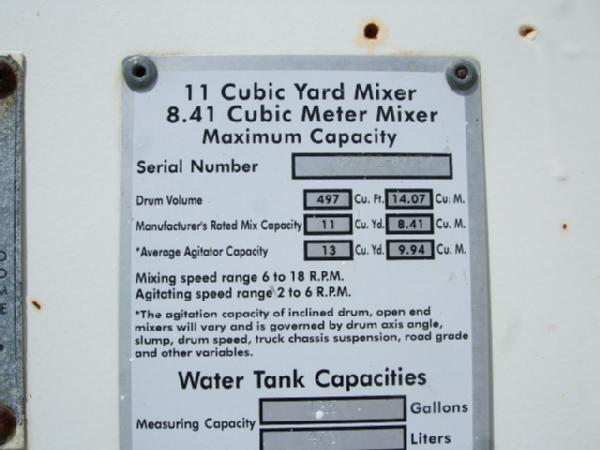 11 Cubic Yard Mixer
8.41 Cubic Meter Mixer
Maximum Capacity
Serial Number
Drum Volume 497 Cu. Ft. 14.07 Cu. M.
Manufacturer's Rated Mix Capacity 11 Cu. Yd. 8.41 Cu. M.
*Average Agitator Capacity 13 Cu. Yd. 9.94 Cu. M.
Mixing speed range 6 to 18 R.P.M.
Agitating speed range 2 to 6 R.P.M.
*The agitation capacity of inclined drum, open end
mixers will vary and is governed by drum axis angle,
slump, drum speed, truck chassis suspension, road grade
and other variables.
Water Tank Capacities
Measuring Capacity
Gallons
Liters